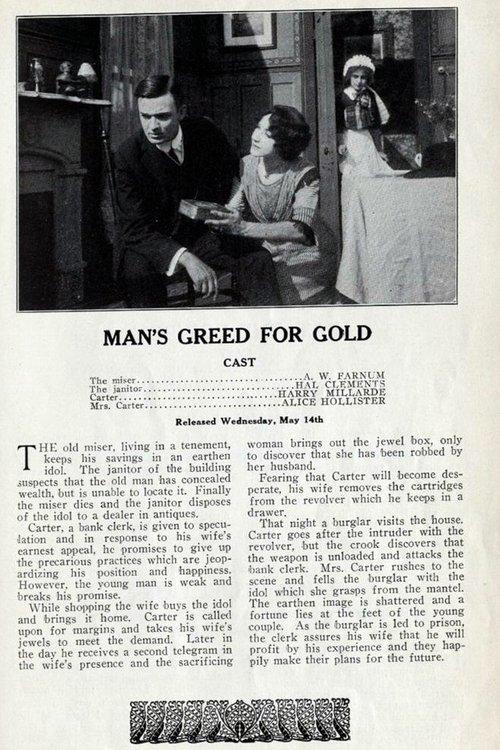 MAN'S GREED FOR GOLD
CAST
The miser..............................A. W. FARNUM
The janitor............................HAL CLEMENTS
Carter.................................HARRY MILLARDE
Mrs. Carter............................ALICE HOLLISTER
Released Wednesday, May 14th
THE old miser, living in a tenement,
keeps his savings in an earthen
idol. The janitor of the building
suspects that the old man has concealed
wealth, but is unable to locate it. Finally
the miser dies and the janitor disposes
of the idol to a dealer in antiques.
Carter, a bank clerk, is given to specu-
lation and in response to his wife's
earnest appeal, he promises to give up
the precarious practices which are jeop-
ardizing his position and happiness.
However, the young man is weak and
breaks his promise.
While shopping the wife buys the idol
and brings it home. Carter is called
upon for margins and takes his wife's
jewels to meet the demand. Later in
the day he receives a second telegram in
the wife's presence and the sacrificing
woman brings out the jewel box, only
to discover that she has been robbed by
her husband.
Fearing that Carter will become des-
perate, his wife removes the cartridges
from the revolver which he keeps in a
drawer.
That night a burglar visits the house.
Carter goes after the intruder with the
revolver, but the crook discovers that
the weapon is unloaded and attacks the
bank clerk. Mrs. Carter rushes to the
scene and fells the burglar with the
idol which she grasps from the mantel.
The earthen image is shattered and a
fortune lies at the feet of the young
couple. As the burglar is led to prison,
the clerk assures his wife that he will
profit by his experience and they hap-
pily make their plans for the future.